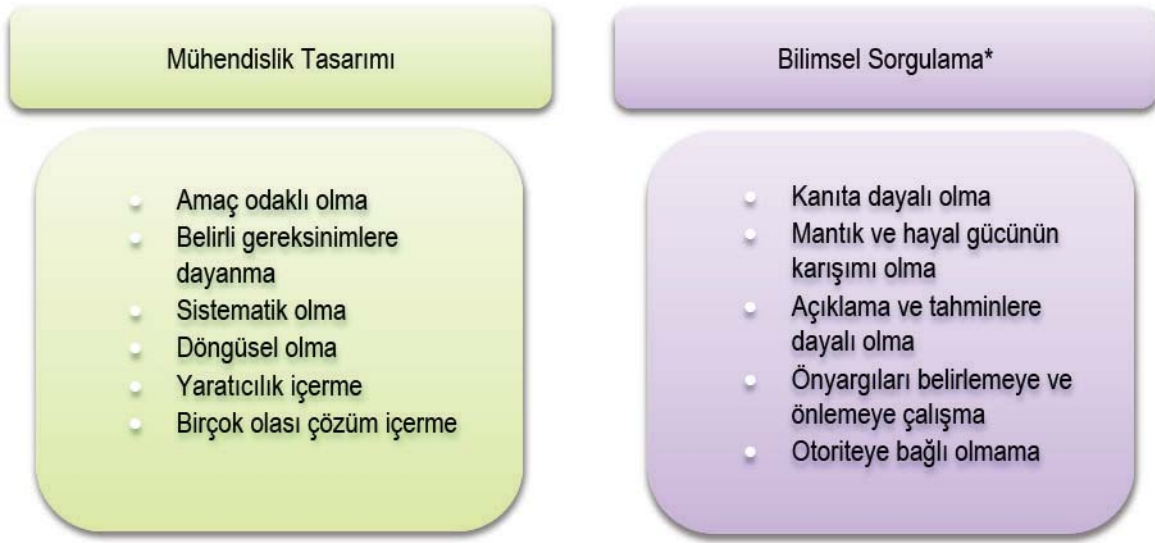 Mühendislik Tasarımı
Amaç odaklı olma
Belirli gereksinimlere
dayanma
Sistematik olma
Döngüsel olma
Yaratıcılık içerme
Birçok olası çözüm içerme
Bilimsel Sorgulama*
Kanıta dayalı olma
Mantık ve hayal gücünün
karışımı olma
Açıklama ve tahminlere
dayalı olma
Önyargıları belirlemeye ve
önlemeye çalışma
Otoriteye bağlı olmama